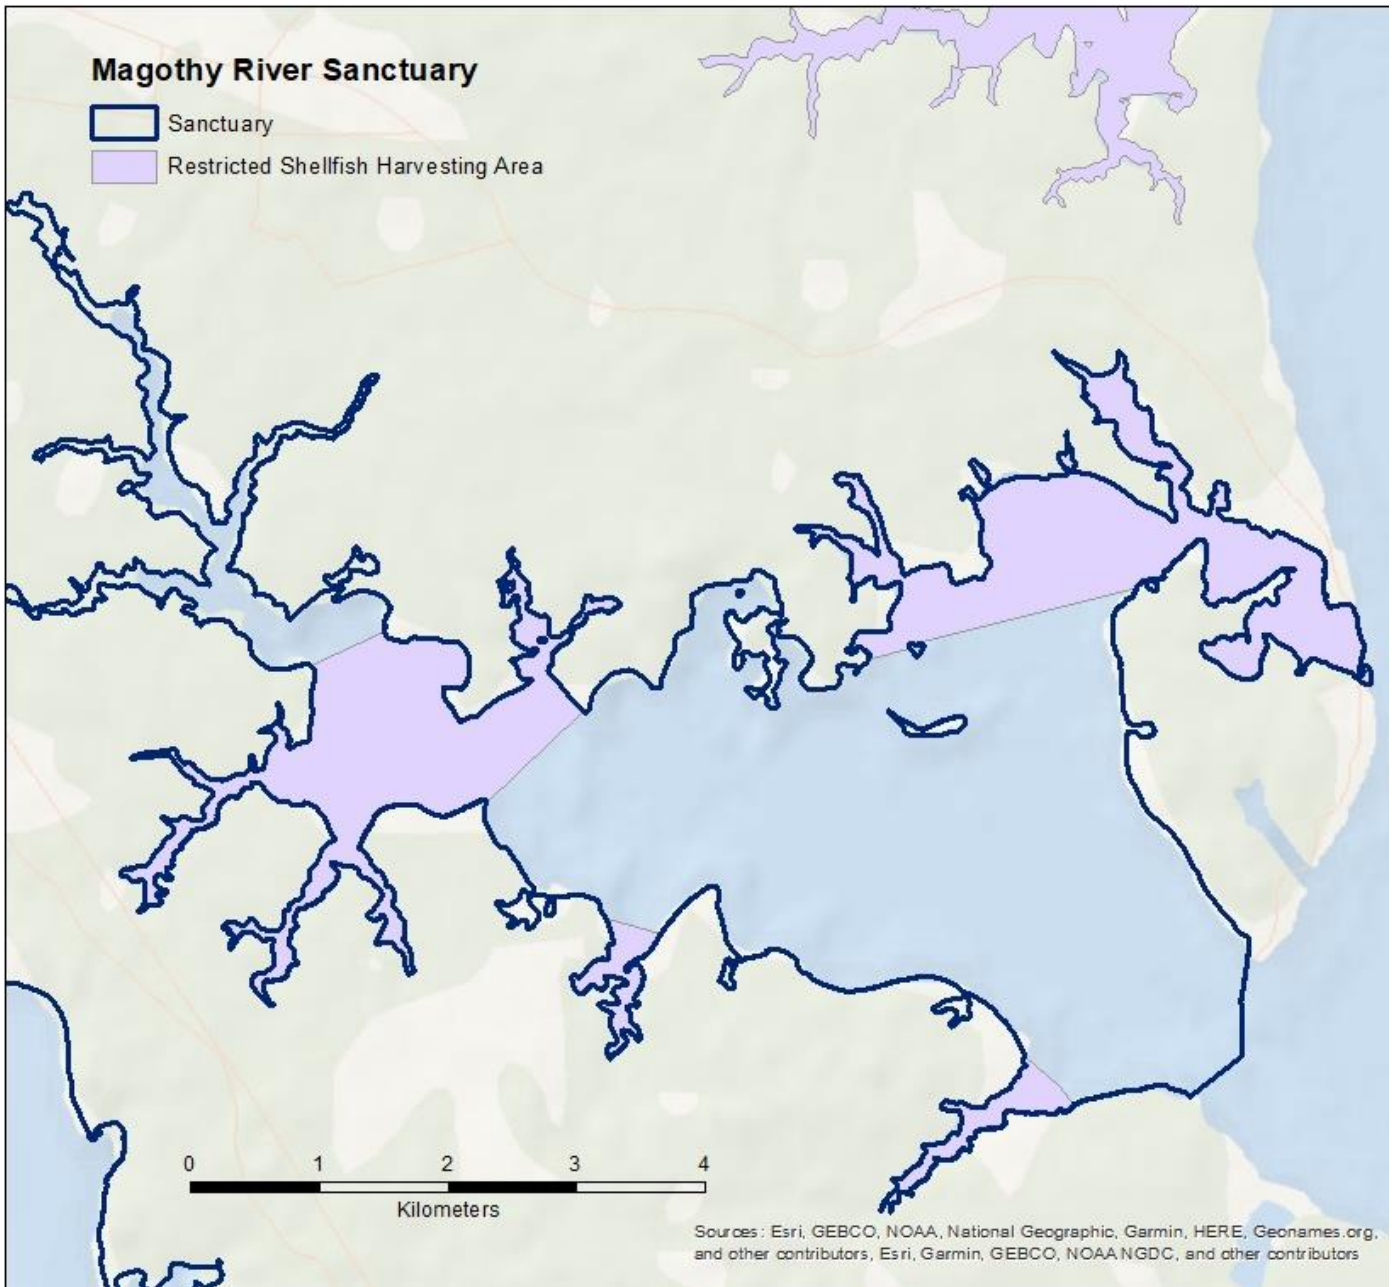 Magothy River Sanctuary
Sanctuary
Restricted Shellfish Harvesting Area
0 1 2 3 4
Kilometers
Sources: Esri, GEBCO, NOAA, National Geographic, Garmin, HERE, Geonames.org,
and other contributors, Esri, Garmin, GEBCO, NOAA NGDC, and other contributors